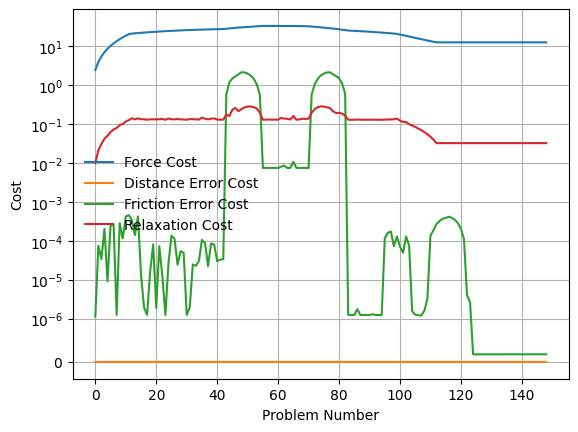 10¹
10⁰
10⁻¹
10⁻²
10⁻³
10⁻⁴
10⁻⁵
10⁻⁶
0
Cost
Force Cost
Distance Error Cost
Friction Error Cost
Relaxation Cost
0 20 40 60 80 100 120 140
Problem Number